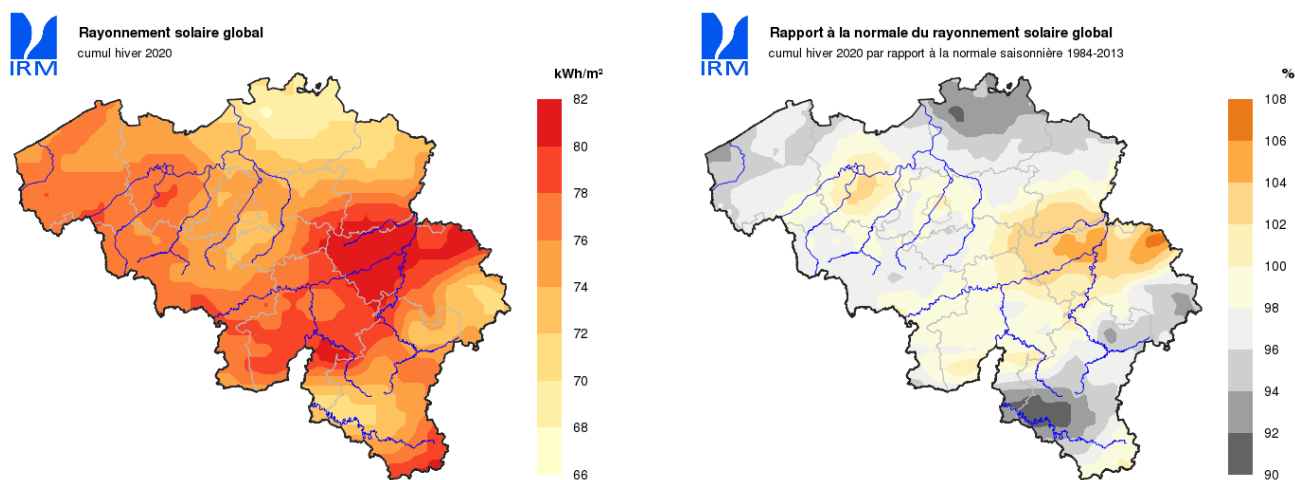 IRM
Rayonnement solaire global
cumul hiver 2020
kWh/m²
82
80
78
76
74
72
70
68
66
IRM
Rapport à la normale du rayonnement solaire global
cumul hiver 2020 par rapport à la normale saisonnière 1984-2013
%
108
106
104
102
100
98
96
94
92
90